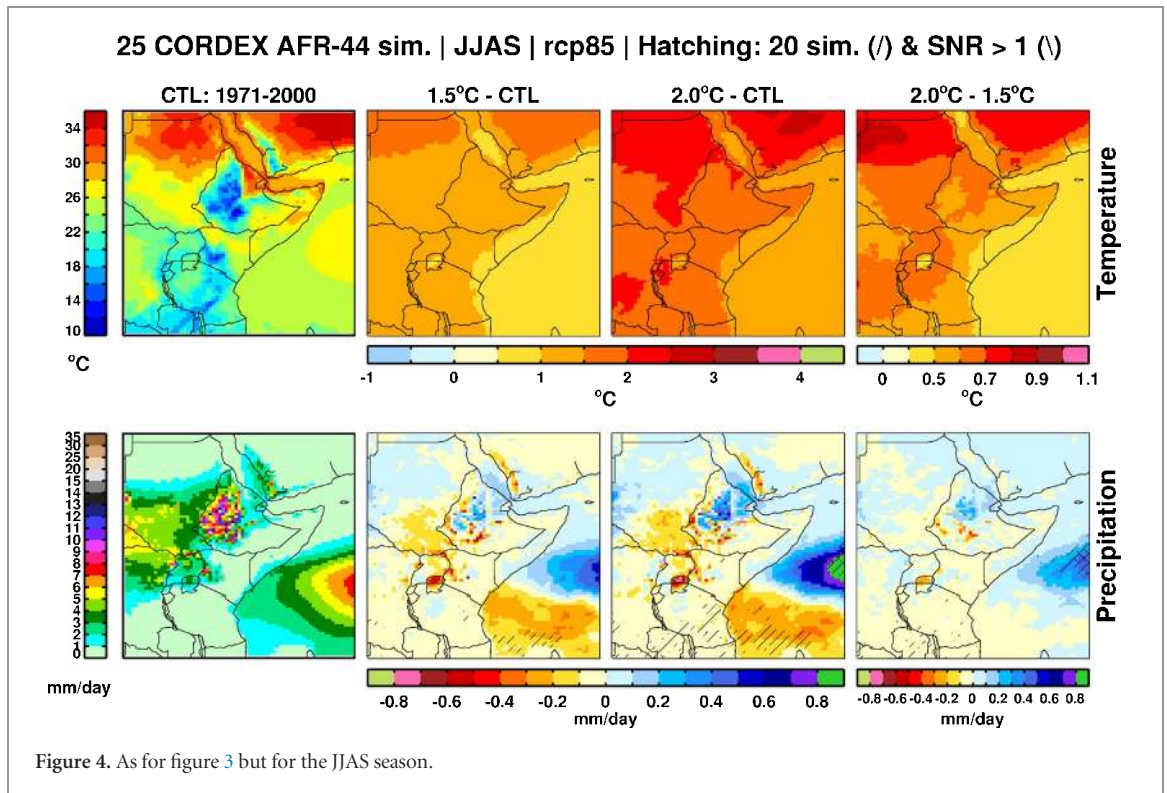 25 CORDEX AFR-44 sim. | JJAS | rcp85 | Hatching: 20 sim. (/) & SNR > 1 (\)
CTL: 1971-2000
1.5°C - CTL
2.0°C - CTL
2.0°C - 1.5°C
34
30
26
22
18
14
10
°C
Temperature
-1 0 1 2 3 4
°C
0 0.5 0.7 0.9 1.1
°C
35
30
25
20
15
14
13
12
11
10
9
8
7
6
5
4
3
2
1
0
mm/day
Precipitation
-0.8 -0.6 -0.4 -0.2 0 0.2 0.4 0.6 0.8
mm/day
-0.8 -0.6 -0.4 -0.2 0 0.2 0.4 0.6 0.8
mm/day
Figure 4. As for figure 3 but for the JJAS season.